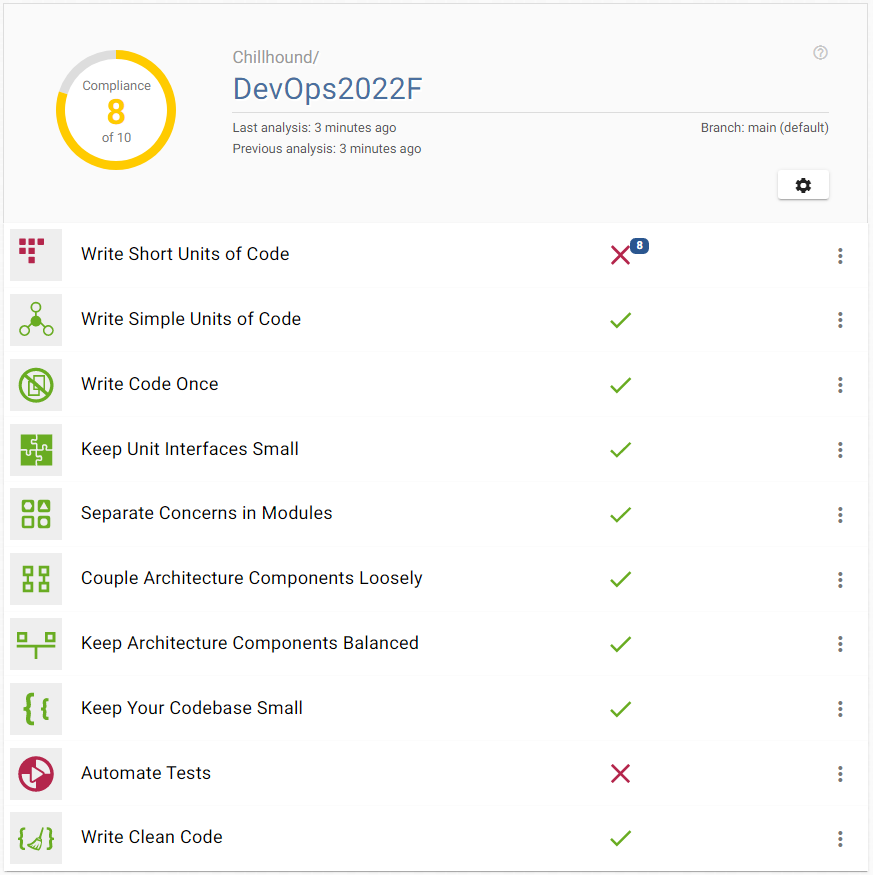 Compliance
8
of 10
Chillhound/
DevOps2022F
Last analysis: 3 minutes ago
Branch: main (default)
Previous analysis: 3 minutes ago
Write Short Units of Code
8
Write Simple Units of Code
Write Code Once
Keep Unit Interfaces Small
Separate Concerns in Modules
Couple Architecture Components Loosely
Keep Architecture Components Balanced
Keep Your Codebase Small
Automate Tests
Write Clean Code